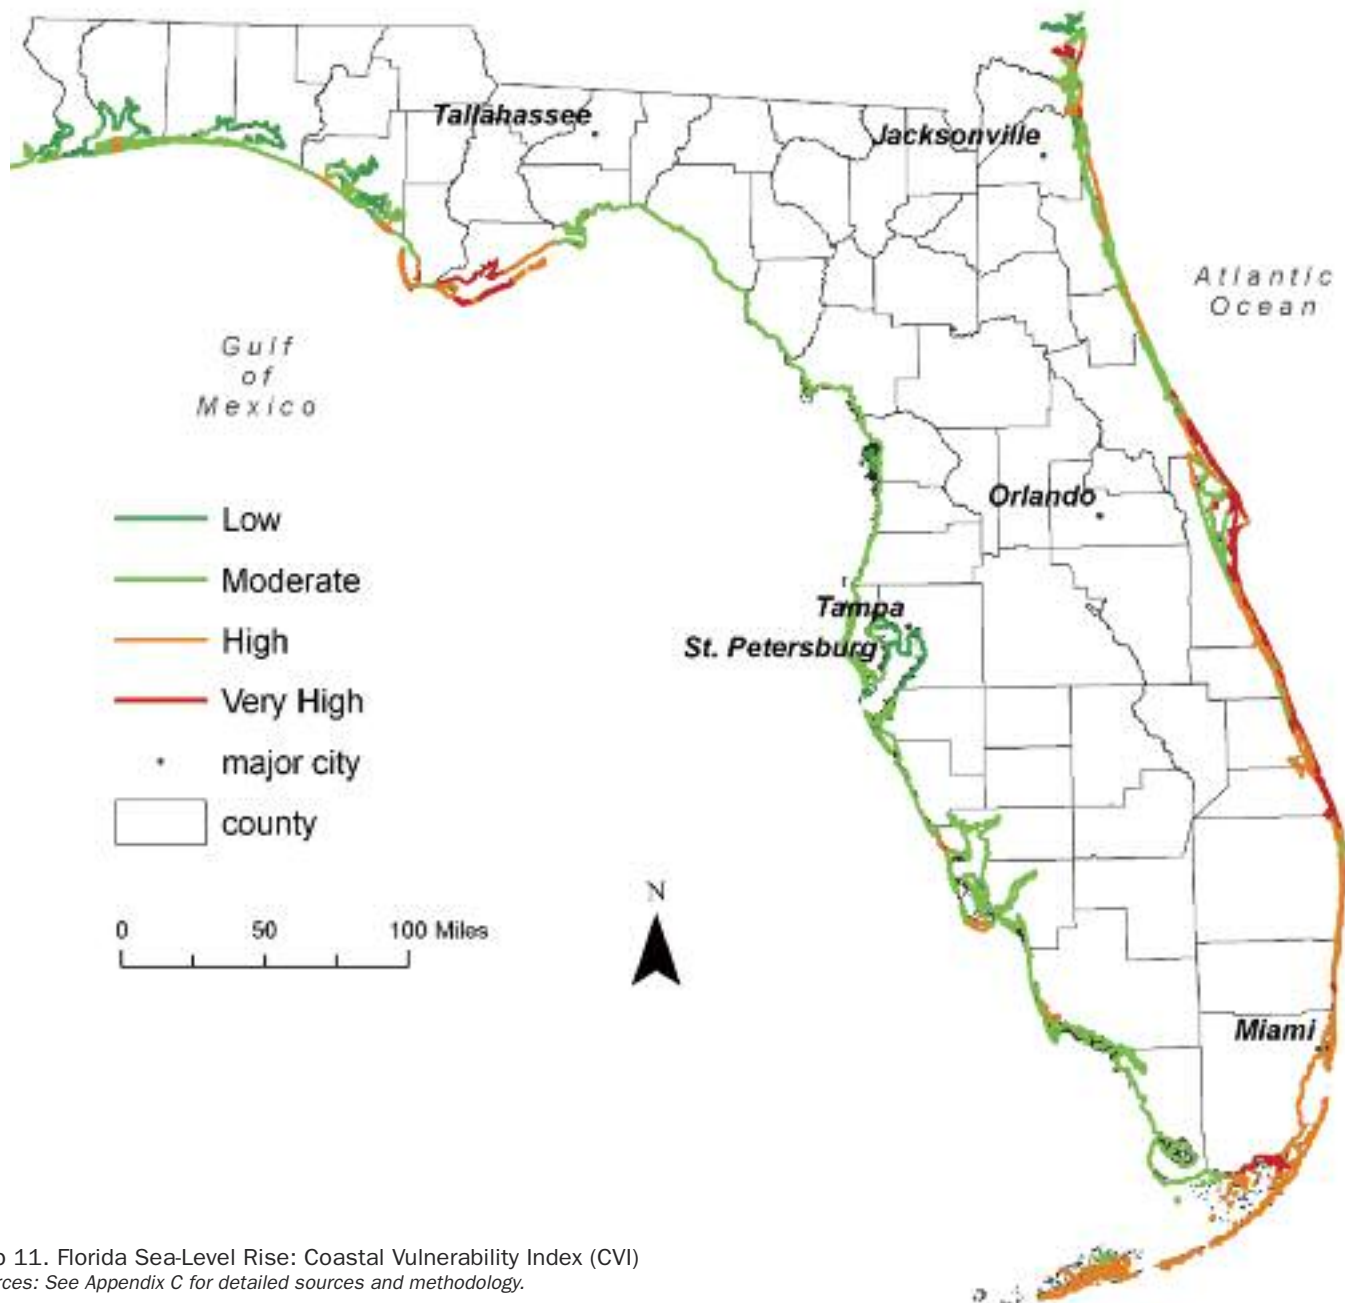 Tallahassee
Jacksonville
Atlantic
Ocean
Gulf
of
Mexico
Low
Orlando
Moderate
Tampa
High
St. Petersburg
Very High
major city
county
N
0 50 100 Miles
Miami
11. Florida Sea-Level Rise: Coastal Vulnerability Index (CVI)
See Appendix C for detailed sources and methodology.